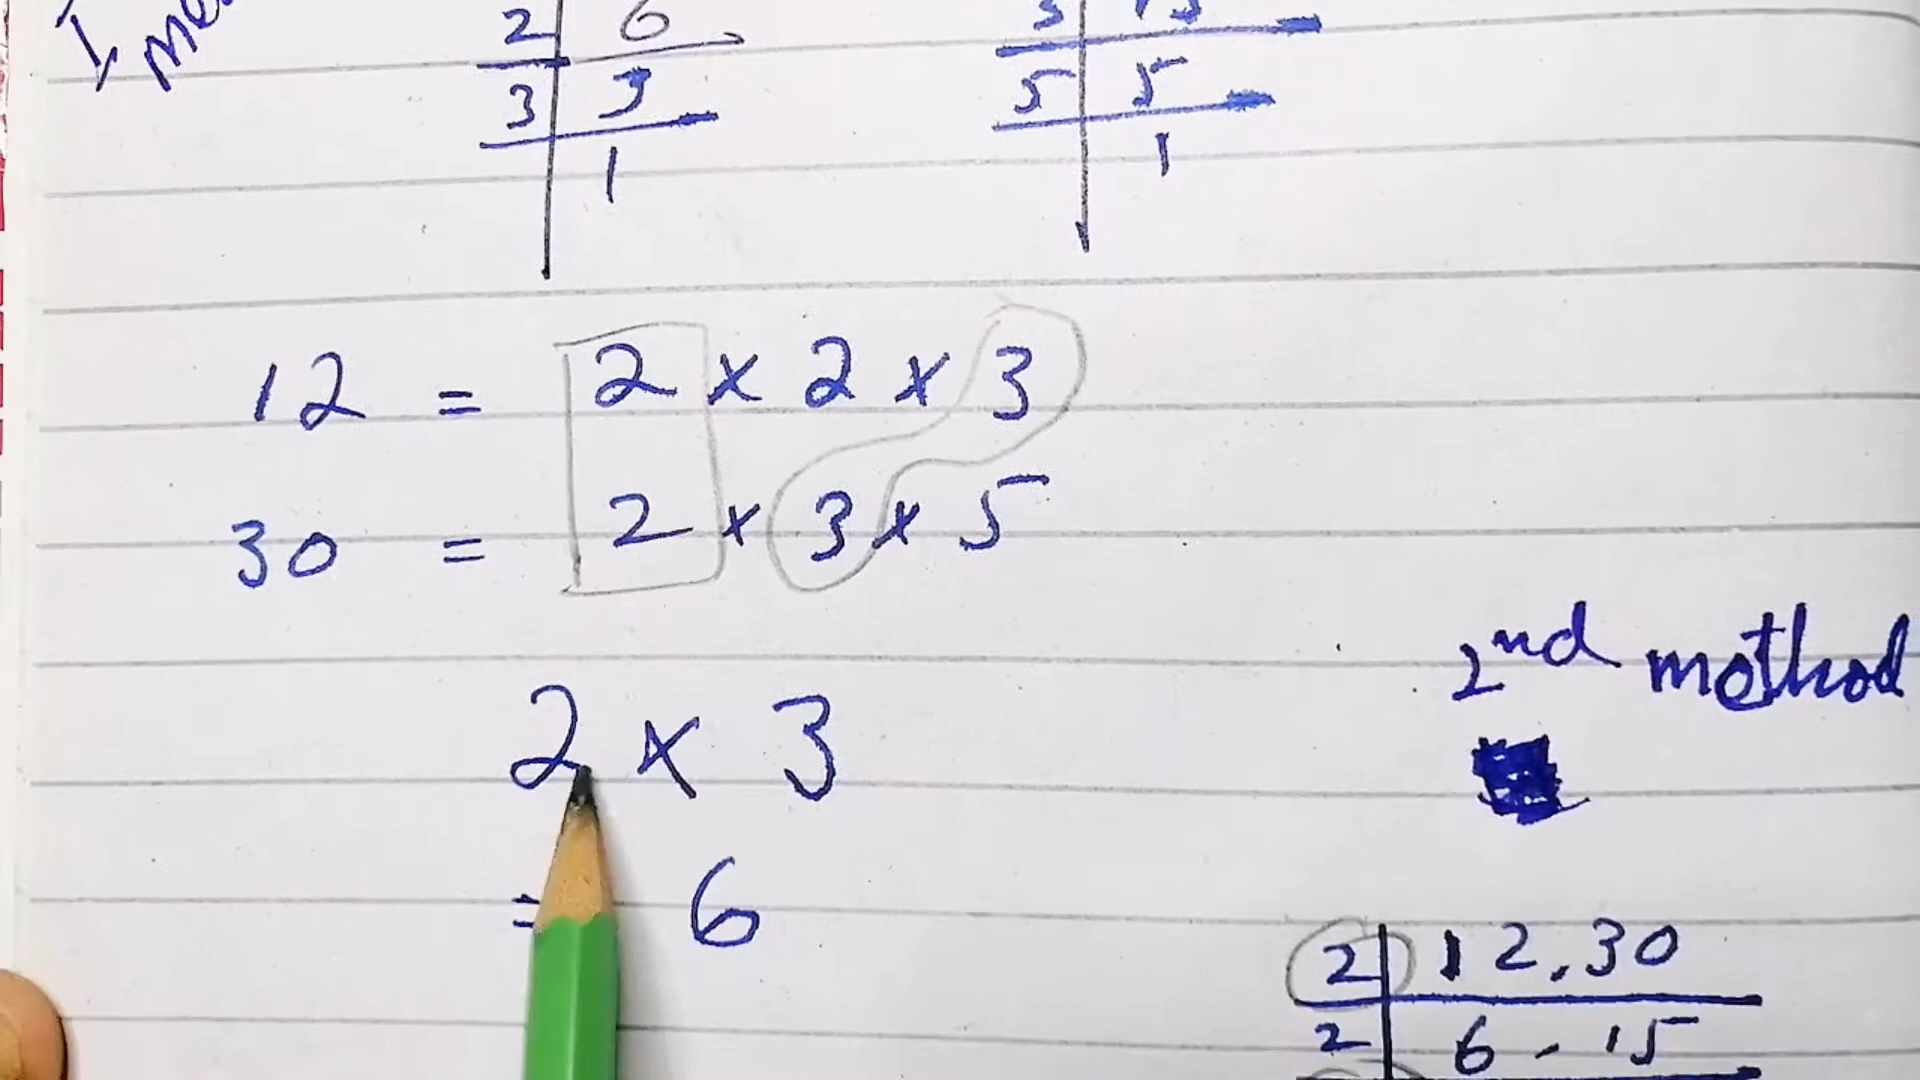 I
2 6
3 3
1
5 5
1
12 = 2 x 2 x 3
30 = 2 x 3 x 5
2 x 3
= 6
2nd mothod
2 12,30
2 6 - 15